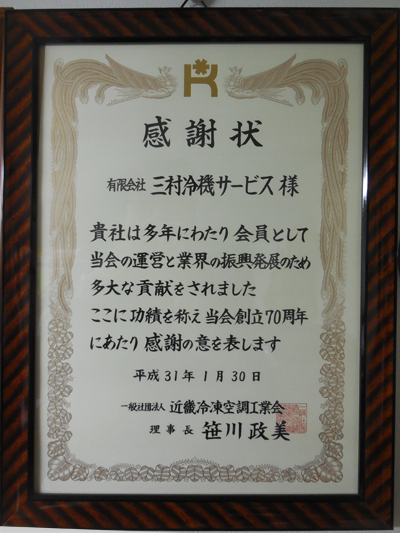 感謝状
有限会社 三村冷機サービス 様
貴社は多年にわたり会員として
当会の運営と業界の振興発展のため
多大な貢献をされました
ここに功績を称え当会創立70周年
にあたり感謝の意を表します
平成31年1月30日
一般社団法人 近畿冷凍空調工業会
理事長 笹川政美